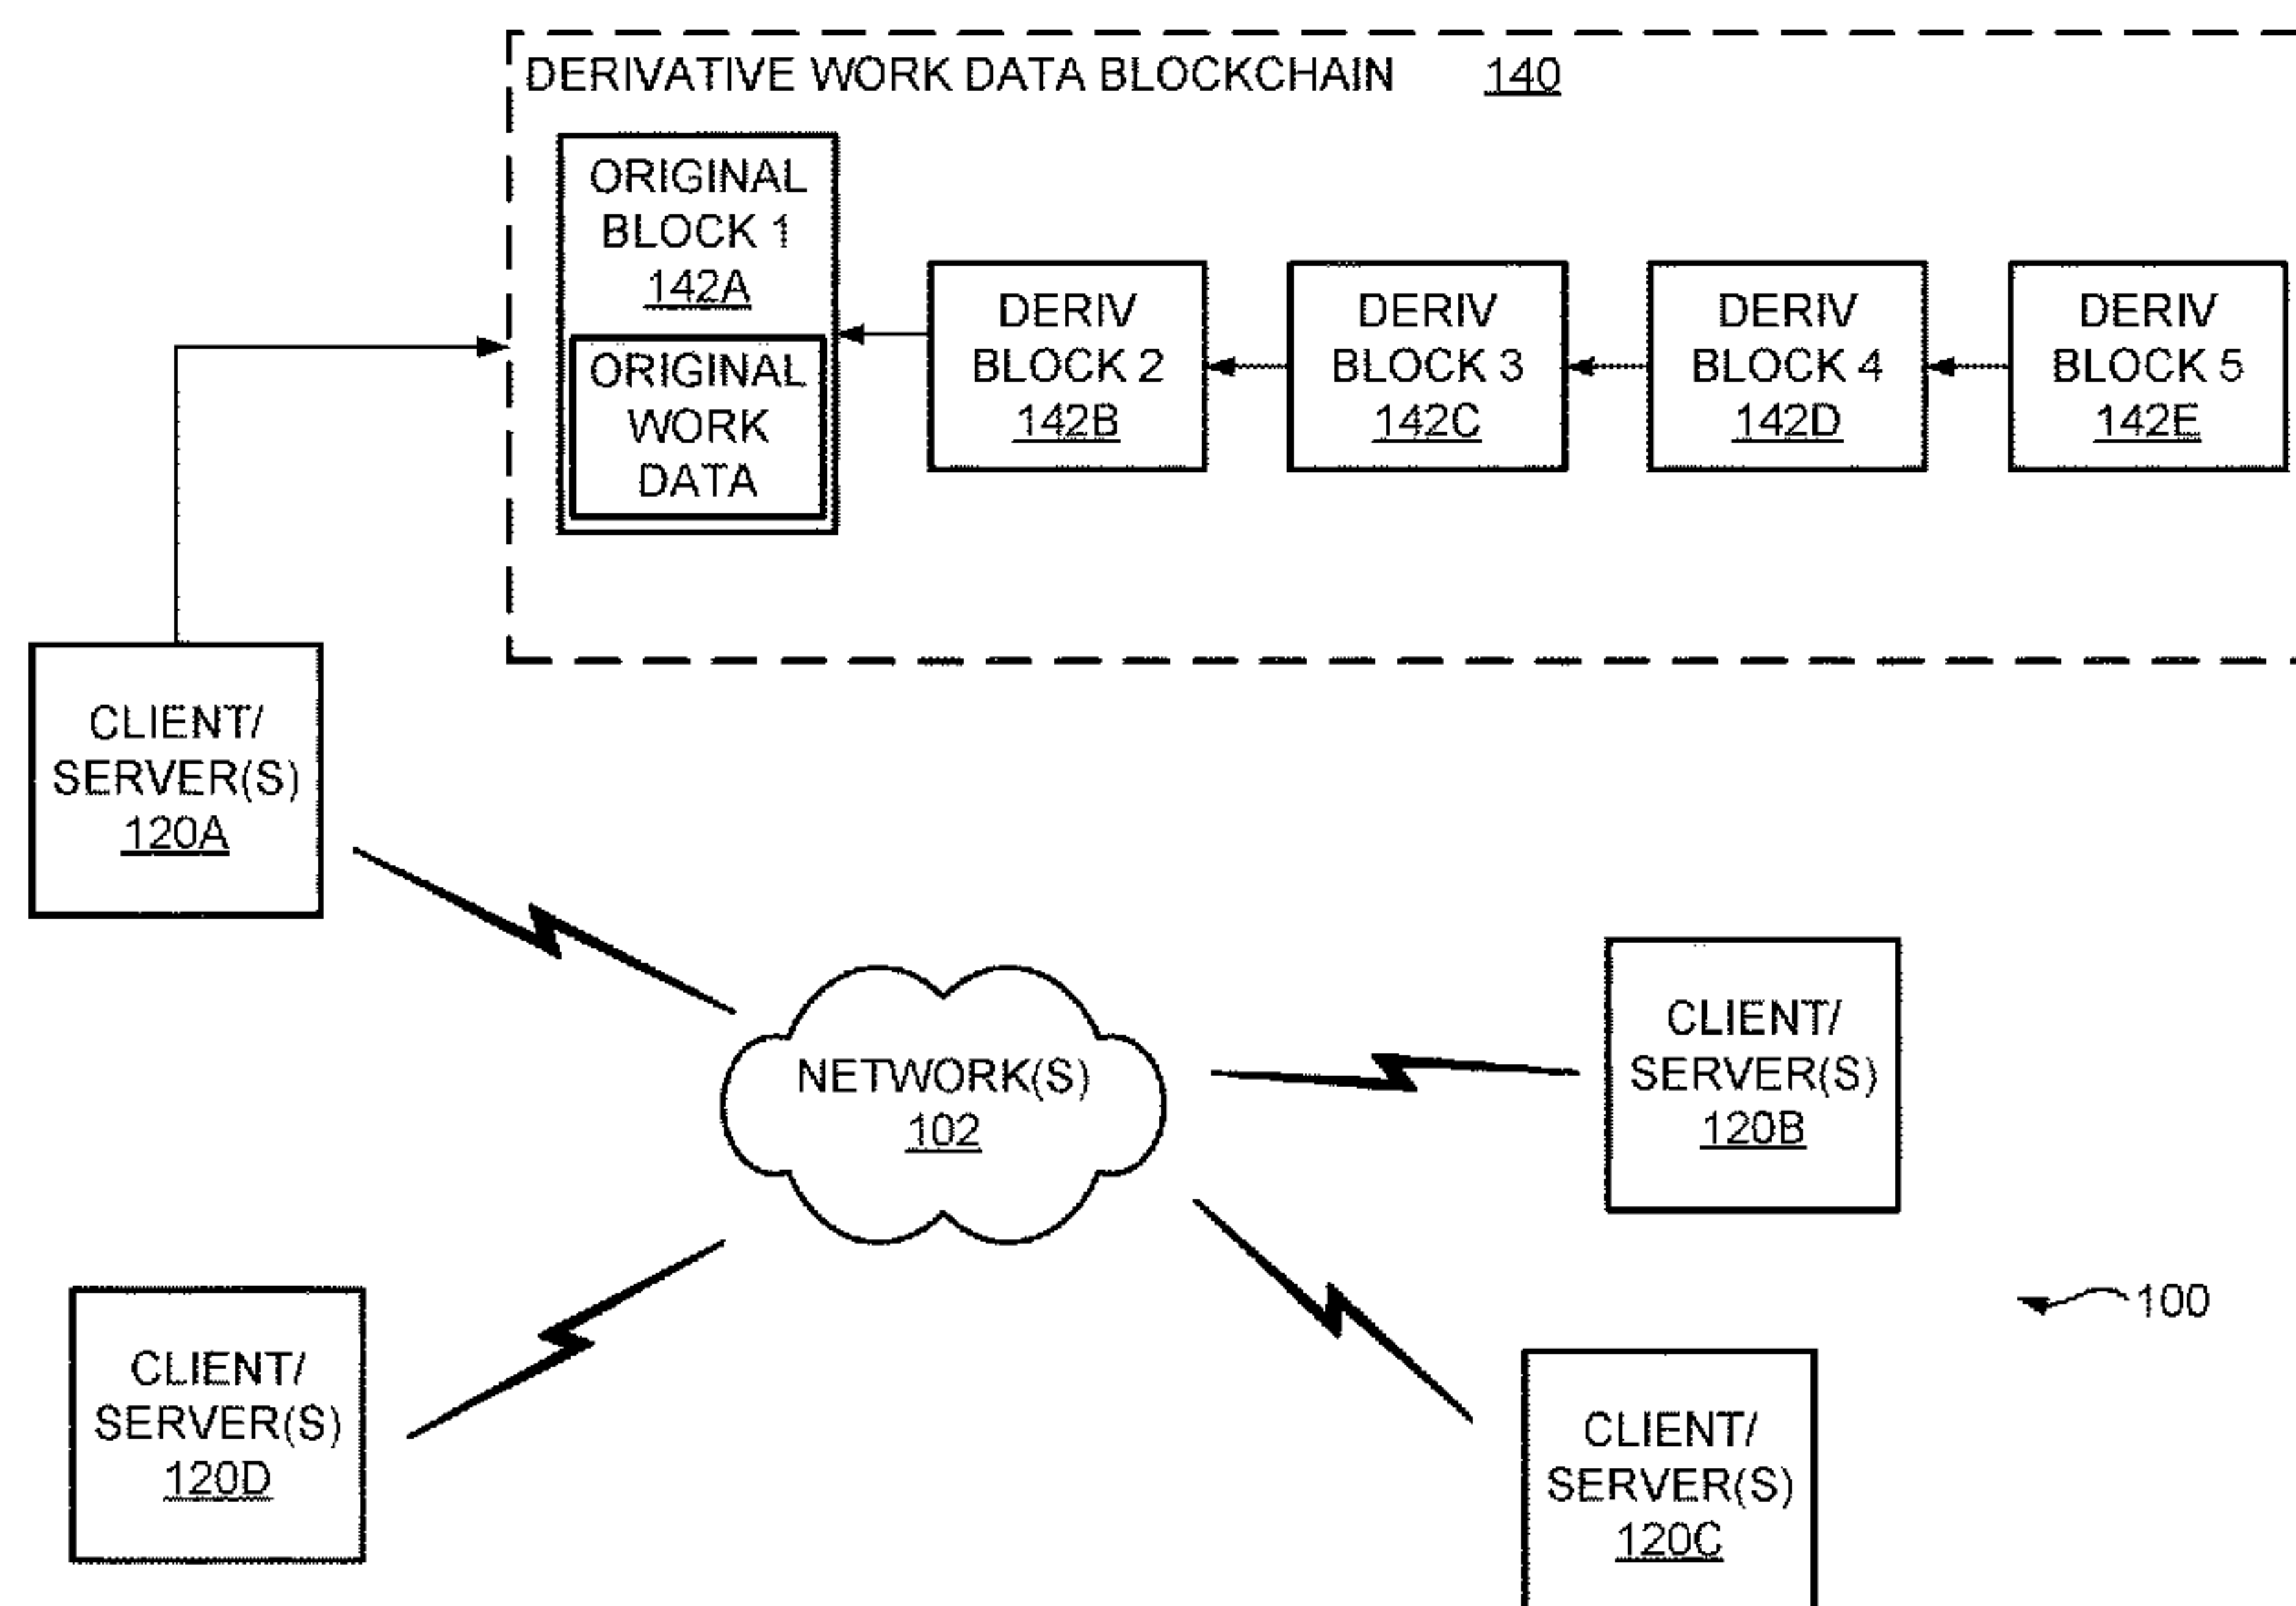 DERIVATIVE WORK DATA BLOCKCHAIN 140
ORIGINAL
BLOCK 1
142A
ORIGINAL
WORK
DATA
DERIV
BLOCK 2
142B
DERIV
BLOCK 3
142C
DERIV
BLOCK 4
142D
DERIV
BLOCK 5
142E
CLIENT/
SERVER(S)
120A
NETWORK(S)
102
CLIENT/
SERVER(S)
120B
100
CLIENT/
SERVER(S)
120D
CLIENT/
SERVER(S)
120C